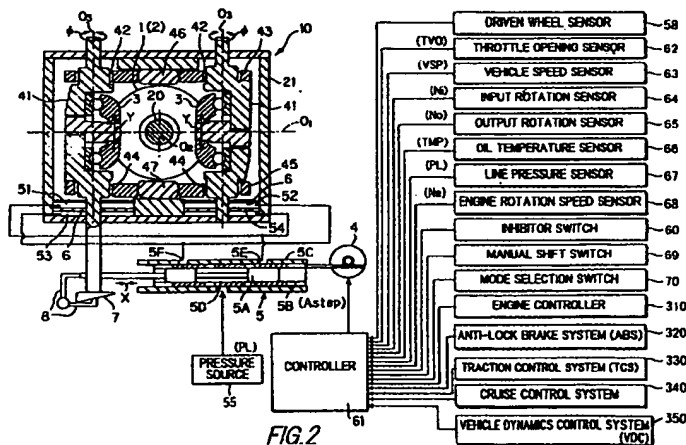 O3 O3
φ φ
42 1(2) 46 42 43 10
21
41 41
3 20 3
Y Y
O1
O2
44 47 44 45
6
51 52
53 6 54
5F 5E 5C 4
8 7 X 5D 5A 5 5B (Astep)
(PL)
PRESSURE SOURCE
55
CONTROLLER
61
DRIVEN WHEEL SENSOR 58
(TVO) THROTTLE OPENING SENSOR 62
(VSP) VEHICLE SPEED SENSOR 63
(Ni) INPUT ROTATION SENSOR 64
(No) OUTPUT ROTATION SENSOR 65
(TMP) OIL TEMPERATURE SENSOR 66
(PL) LINE PRESSURE SENSOR 67
(Ne) ENGINE ROTATION SPEED SENSOR 68
INHIBITOR SWITCH 60
MANUAL SHIFT SWITCH 69
MODE SELECTION SWITCH 70
ENGINE CONTROLLER 310
ANTI-LOCK BRAKE SYSTEM (ABS) 320
TRACTION CONTROL SYSTEM (TCS) 330
CRUISE CONTROL SYSTEM 340
VEHICLE DYNAMICS CONTROL SYSTEM (VDC) 350
FIG.2